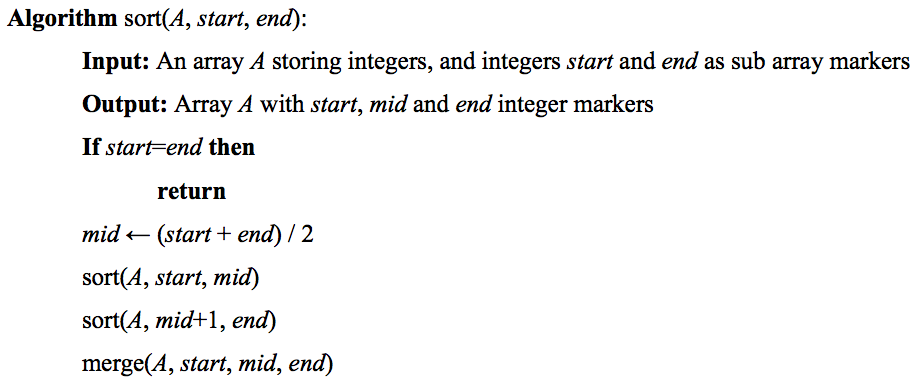 Algorithm sort(A, start, end):
Input: An array A storing integers, and integers start and end as sub array markers
Output: Array A with start, mid and end integer markers
If start=end then
return
mid ← (start + end) / 2
sort(A, start, mid)
sort(A, mid+1, end)
merge(A, start, mid, end)